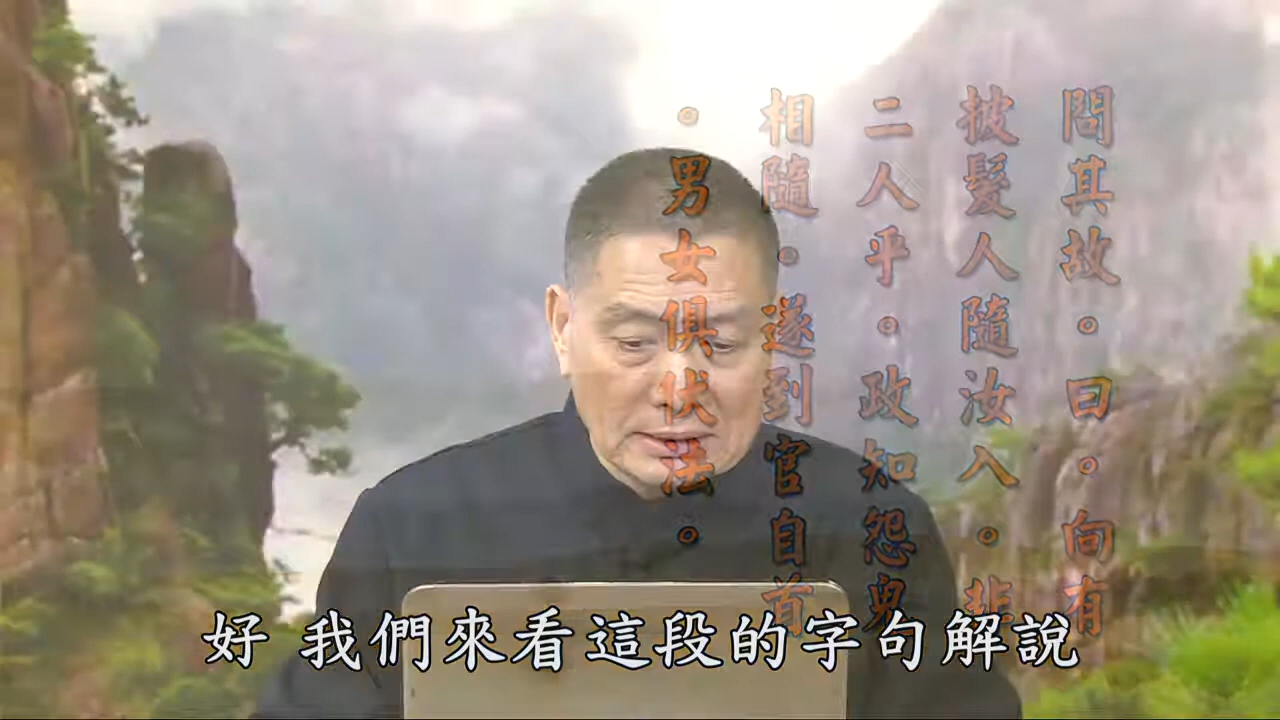 問其故。曰。向有
披髮人隨汝入。非
二人乎。政知怨鬼
相隨。遂到官自首
。男女俱伏法。
好 我們來看這段的字句解說